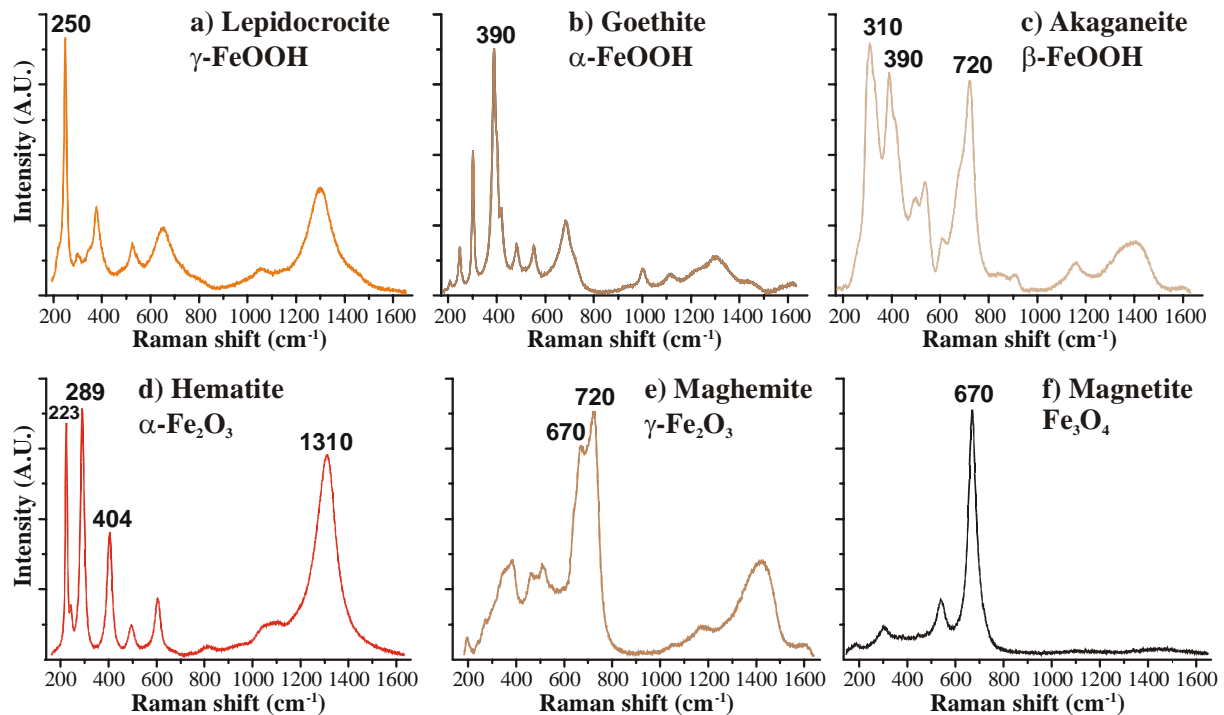 a) Lepidocrocite
γ-FeOOH
250
Intensity (A.U.)
200 400 600 800 1000 1200 1400 1600
Raman shift (cm⁻¹)
b) Goethite
α-FeOOH
390
200 400 600 800 1000 1200 1400 1600
Raman shift (cm⁻¹)
c) Akaganeite
β-FeOOH
310
390
720
200 400 600 800 1000 1200 1400 1600
Raman shift (cm⁻¹)
d) Hematite
α-Fe₂O₃
223
289
404
1310
Intensity (A.U.)
200 400 600 800 1000 1200 1400 1600
Raman shift (cm⁻¹)
e) Maghemite
γ-Fe₂O₃
670
720
200 400 600 800 1000 1200 1400 1600
Raman shift (cm⁻¹)
f) Magnetite
Fe₃O₄
670
200 400 600 800 1000 1200 1400 1600
Raman shift (cm⁻¹)